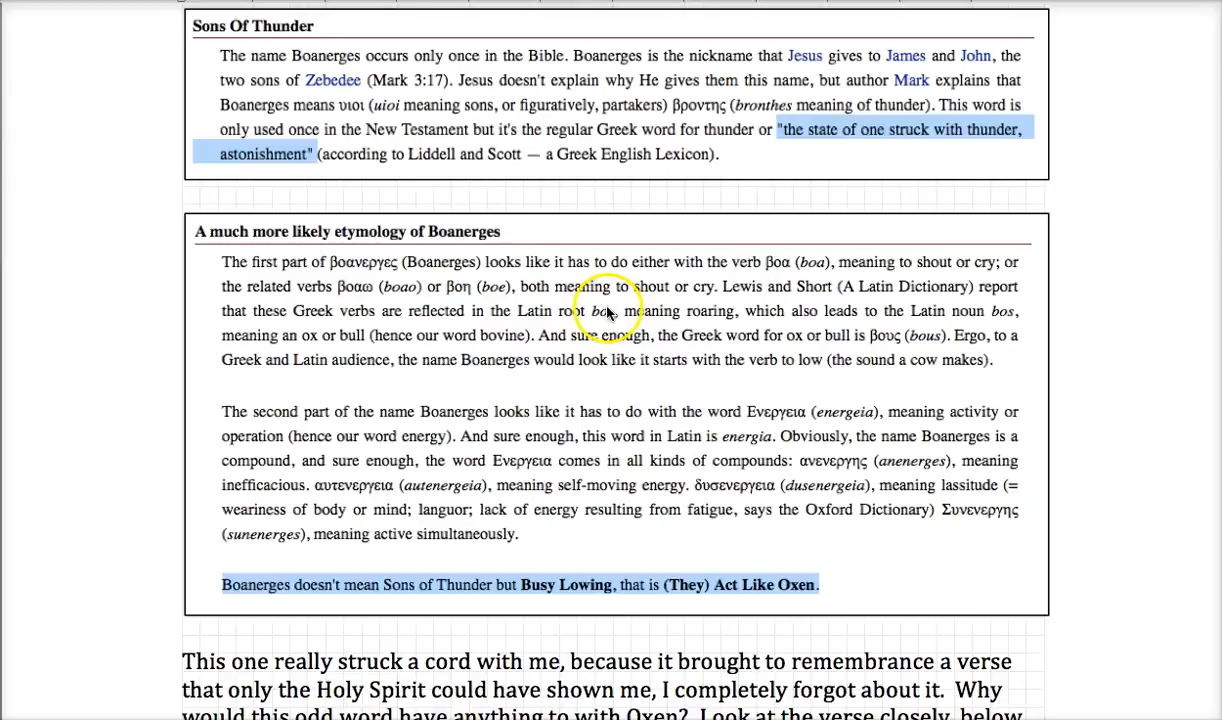 Sons Of Thunder
The name Boanerges occurs only once in the Bible. Boanerges is the nickname that Jesus gives to James and John, the
two sons of Zebedee (Mark 3:17). Jesus doesn't explain why He gives them this name, but author Mark explains that
Boanerges means υιοι (uioi meaning sons, or figuratively, partakers) βροντης (bronthes meaning of thunder). This word is
only used once in the New Testament but it's the regular Greek word for thunder or "the state of one struck with thunder,
astonishment" (according to Liddell and Scott — a Greek English Lexicon).
A much more likely etymology of Boanerges
The first part of βοανεργες (Boanerges) looks like it has to do either with the verb βοα (boa), meaning to shout or cry; or
the related verbs βοαω (boao) or βοη (boe), both meaning to shout or cry. Lewis and Short (A Latin Dictionary) report
that these Greek verbs are reflected in the Latin root meaning roaring, which also leads to the Latin noun bos,
meaning an ox or bull (hence our word bovine). And sure enough, the Greek word for ox or bull is βους (bous). Ergo, to a
Greek and Latin audience, the name Boanerges would look like it starts with the verb to low (the sound a cow makes).
The second part of the name Boanerges looks like it has to do with the word Ενεργεια (energeia), meaning activity or
operation (hence our word energy). And sure enough, this word in Latin is energia. Obviously, the name Boanerges is a
compound, and sure enough, the word Ενεργεια comes in all kinds of compounds: ανενεργης (anenerges), meaning
inefficacious. αυτενεργεια (autenergeia), meaning self-moving energy. δυσενεργεια (dusenergeia), meaning lassitude (=
weariness of body or mind; languor; lack of energy resulting from fatigue, says the Oxford Dictionary) Συνενεργης
(sunenerges), meaning active simultaneously.
Boanerges doesn't mean Sons of Thunder but Busy Lowing, that is (They) Act Like Oxen.
This one really struck a cord with me, because it brought to remembrance a verse
that only the Holy Spirit could have shown me, I completely forgot about it.  Why
would this odd word have anything to with Oxen?  Look at the verse closely, below